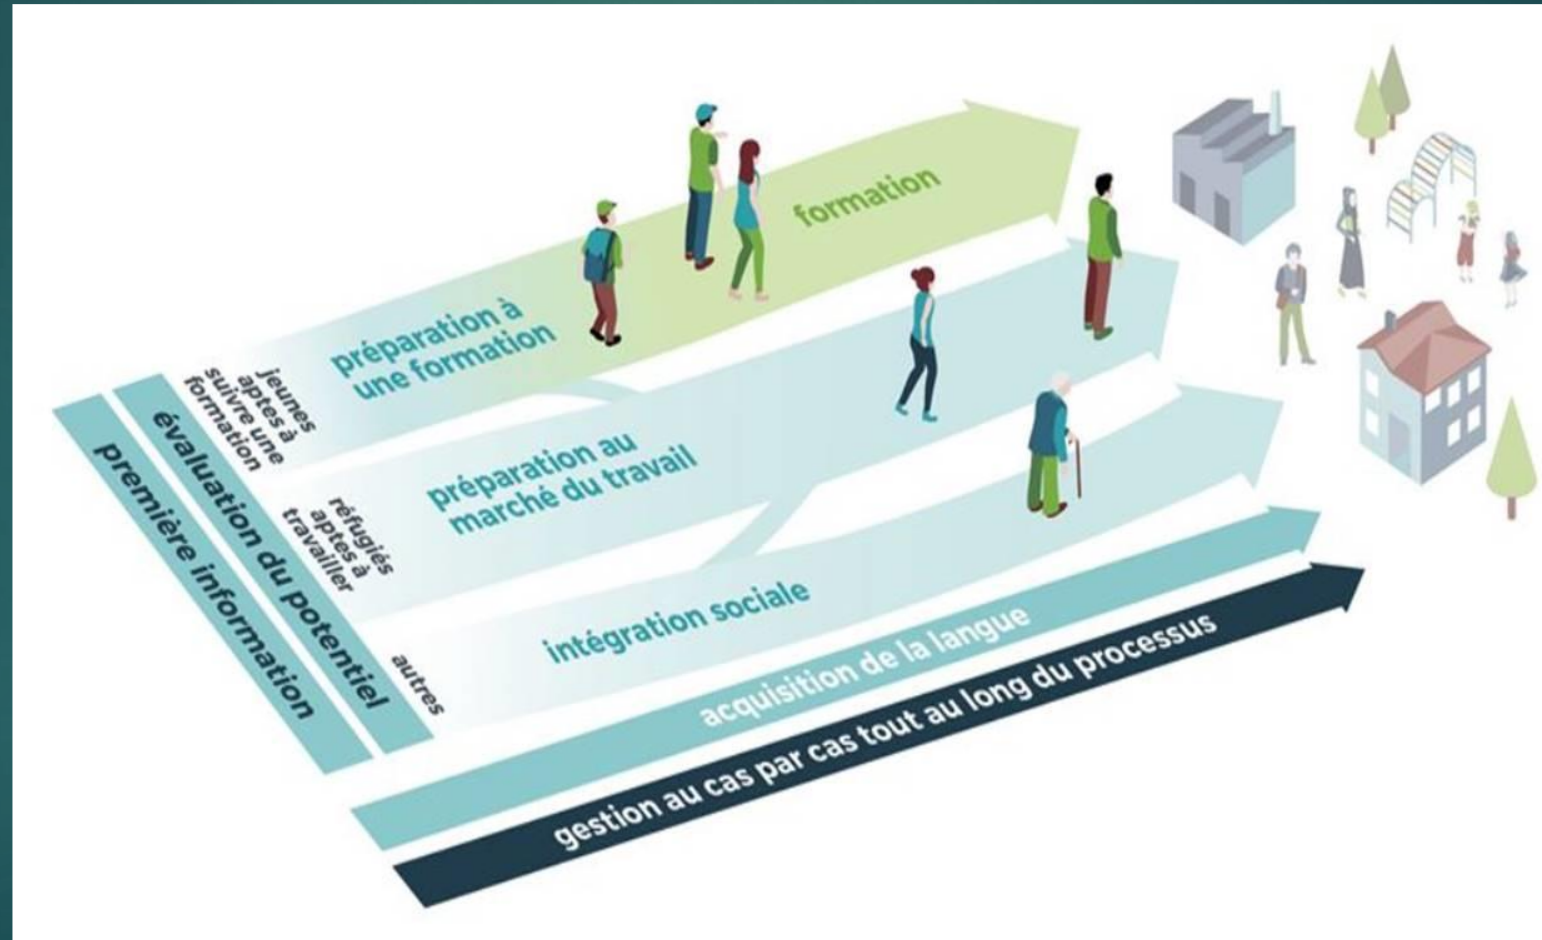 première information
évaluation du potentiel
jeunes
aptes à
suivre une
formation
préparation à
une formation
formation
réfugiés
aptes à
travailler
préparation au
marché du travail
autres
intégration sociale
acquisition de la langue
gestion au cas par cas tout au long du processus